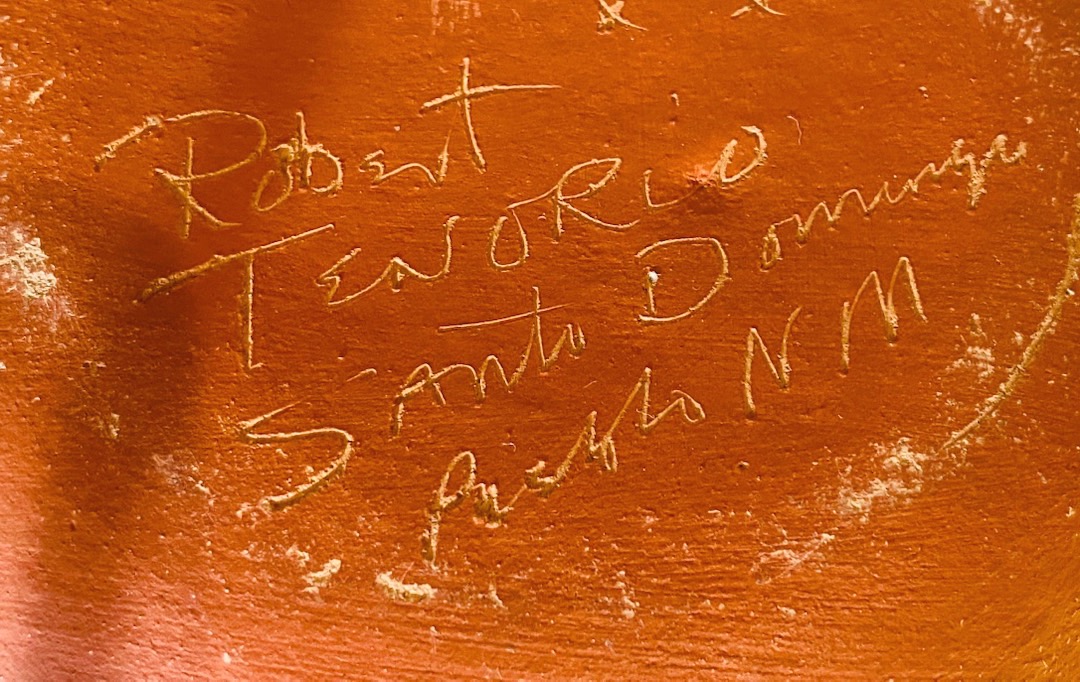 Robert
TENORIO
Santo Domingo
Pueblo NM